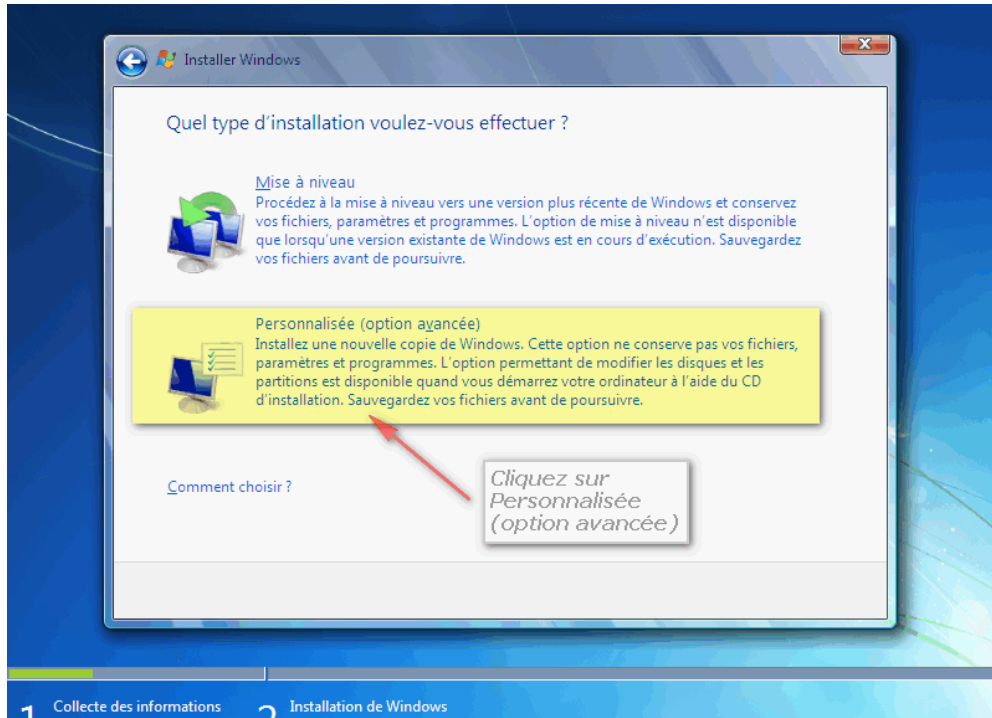 Installer Windows
Quel type d'installation voulez-vous effectuer ?
Mise à niveau
Procédez à la mise à niveau vers une version plus récente de Windows et conservez
vos fichiers, paramètres et programmes. L'option de mise à niveau n'est disponible
que lorsqu'une version existante de Windows est en cours d'exécution. Sauvegardez
vos fichiers avant de poursuivre.
Personnalisée (option avancée)
Installez une nouvelle copie de Windows. Cette option ne conserve pas vos fichiers,
paramètres et programmes. L'option permettant de modifier les disques et les
partitions est disponible quand vous démarrez votre ordinateur à l'aide du CD
d'installation. Sauvegardez vos fichiers avant de poursuivre.
Cliquez sur
Personnalisée
(option avancée)
Comment choisir ?
1 Collecte des informations
2 Installation de Windows